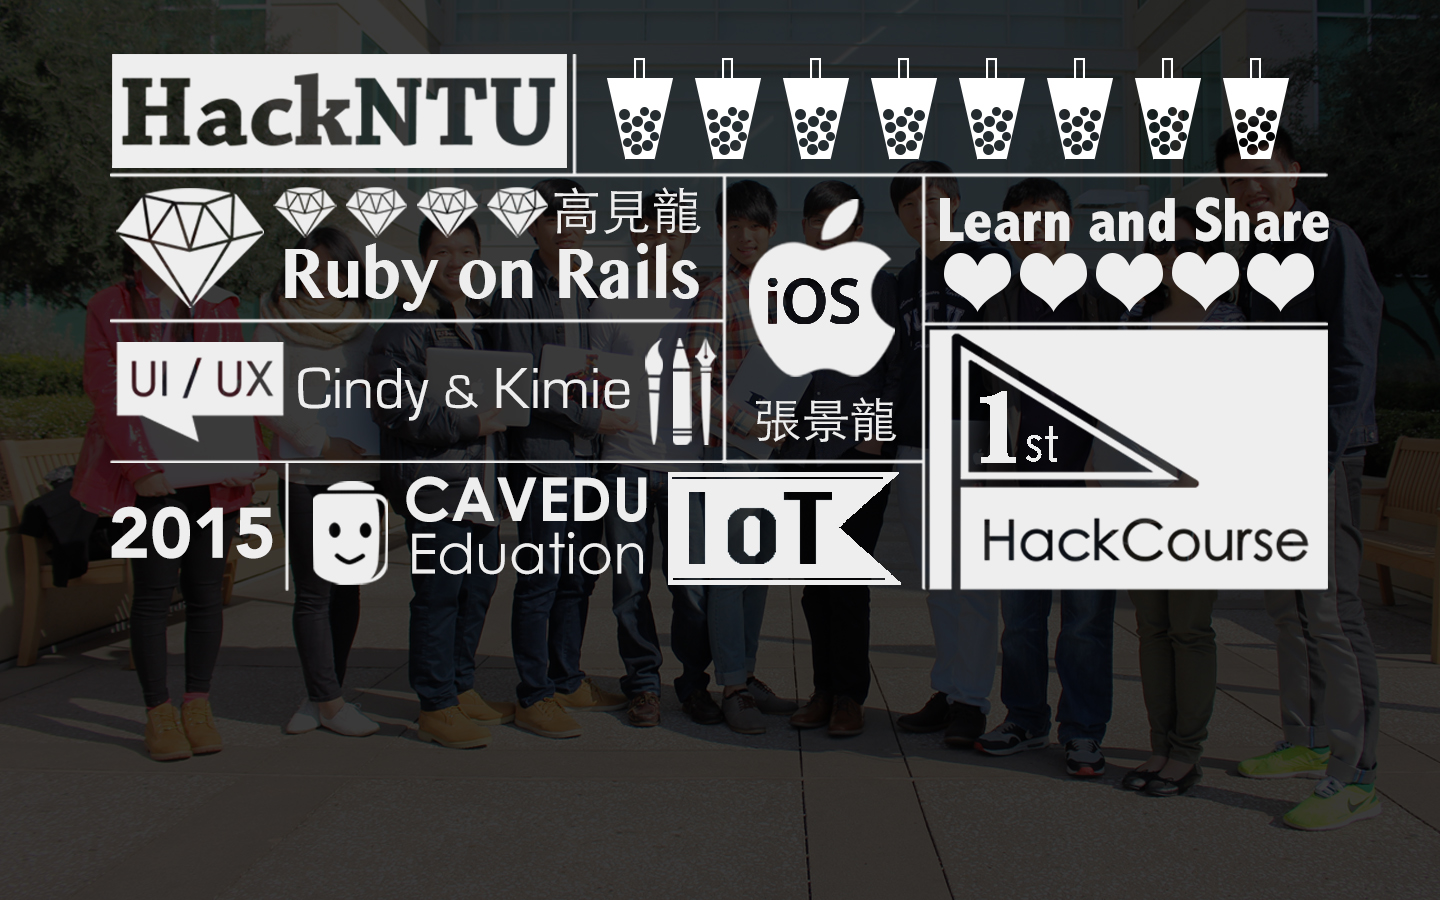 HackNTU
高見龍
Ruby on Rails
iOS
張景龍
Learn and Share
UI / UX
Cindy & Kimie
1st
HackCourse
2015
CAVEDU
Eduation
IoT